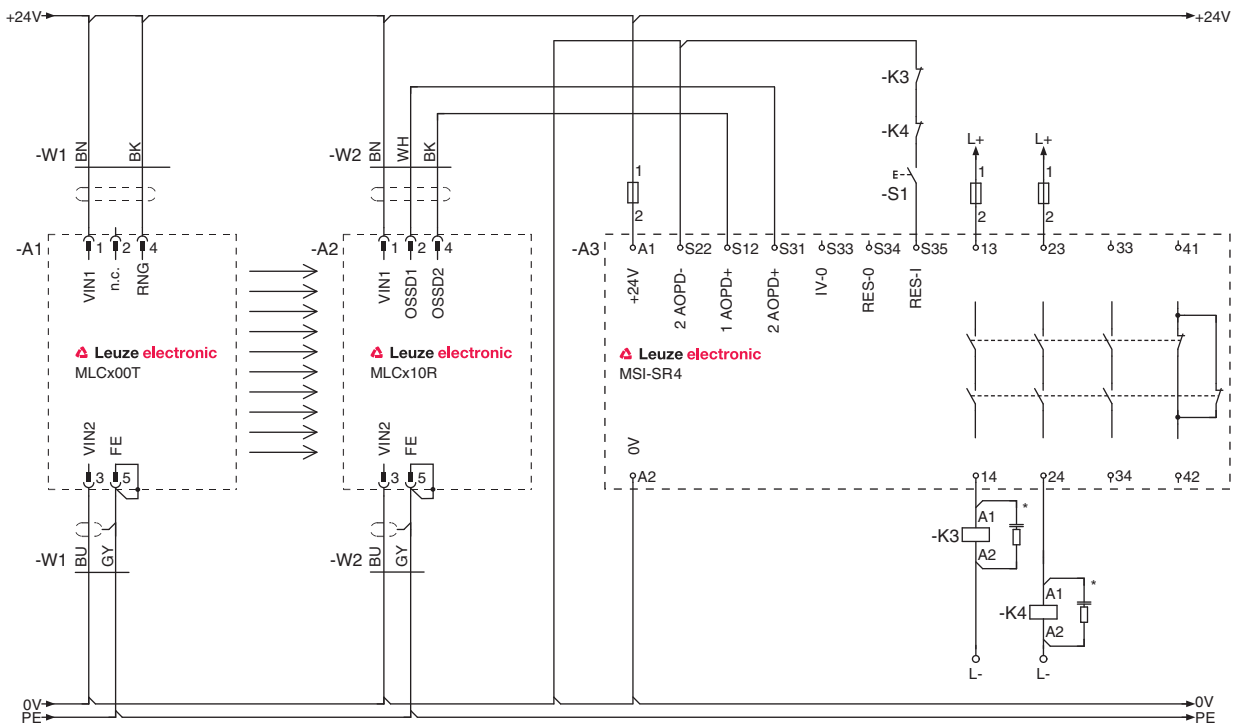 +24V +24V
-K3
-K4
L+ L+
-W1 BN BK -W2 BN WH BK
1 1 1
E-- -S1
2 2 2
-A1 1 2 4 -A2 1 2 4 -A3 A1 S22 S12 S31 S33 S34 S35 13 23 33 41
VIN1 n.c. RNG VIN1 OSSD1 OSSD2 +24V 2 AOPD- 1 AOPD+ 2 AOPD+ IV-0 RES-0 RES-I
Leuze electronic Leuze electronic Leuze electronic
MLCx00T MLCx10R MSI-SR4
VIN2 FE VIN2 FE 0V
3 5 3 5 A2 14 24 34 42
A1 *
-K3
A2
-W1 BU GY -W2 BU GY
A1 *
-K4
A2
L- L-
0V 0V
PE PE